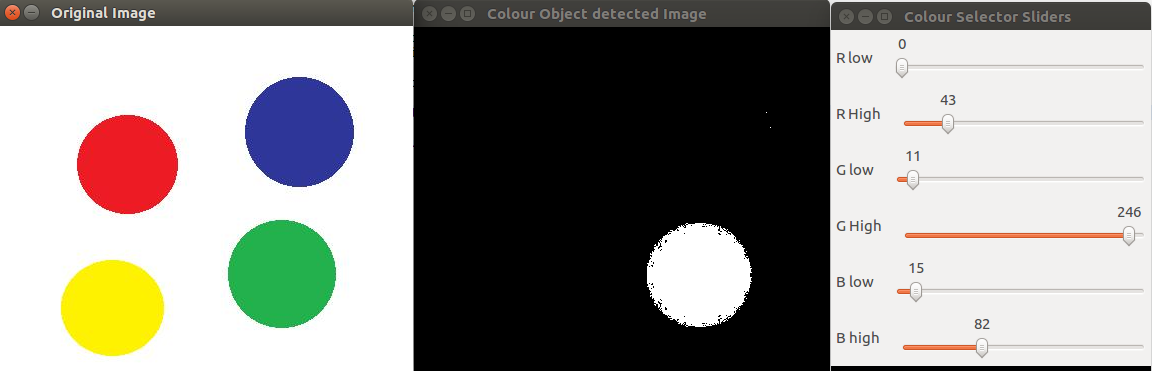 Original Image
Colour Object detected Image
Colour Selector Sliders
0
R low
43
R High
11
G low
246
G High
15
B low
82
B high